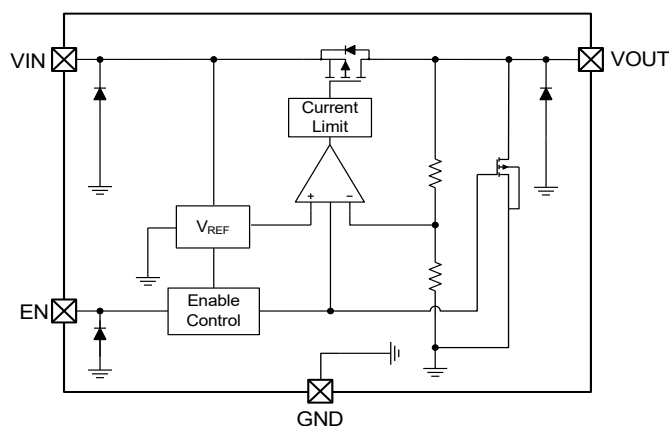 VIN
VOUT
Current
Limit
+ −
VREF
EN
Enable
Control
GND